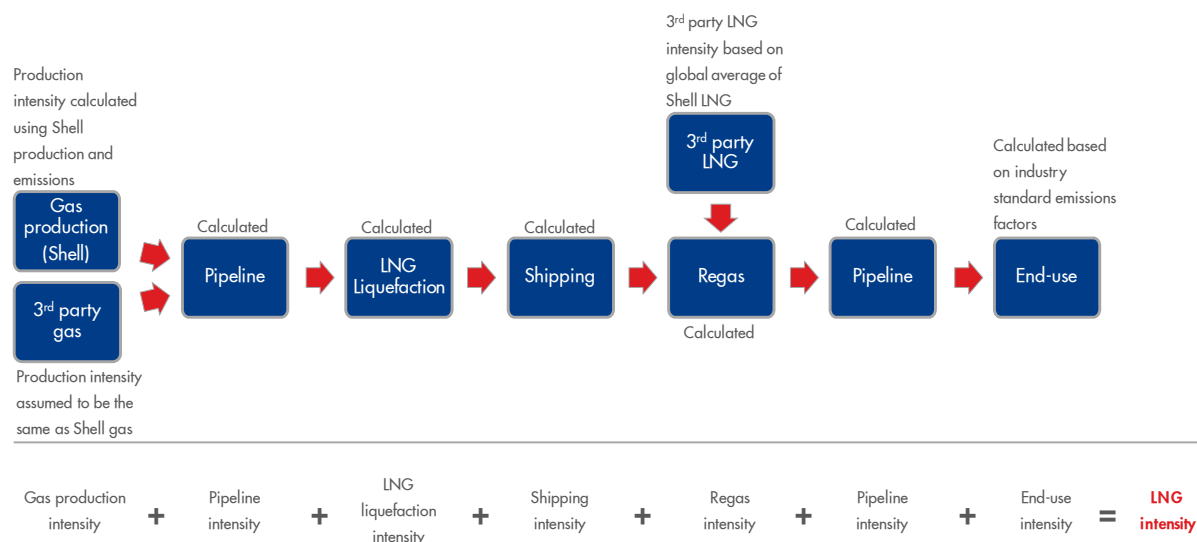 Production
intensity calculated
using Shell
production and
emissions
Gas
production
(Shell)
3rd party
gas
Production intensity
assumed to be the
same as Shell gas
Calculated
Pipeline
Calculated
LNG
Liquefaction
Calculated
Shipping
3rd party LNG
intensity based on
global average of
Shell LNG
3rd party
LNG
Regas
Calculated
Calculated
Pipeline
Calculated based
on industry
standard emissions
factors
End-use
Gas production
intensity
+
Pipeline
intensity
+
LNG
liquefaction
intensity
+
Shipping
intensity
+
Regas
intensity
+
Pipeline
intensity
+
End-use
intensity
=
LNG
intensity